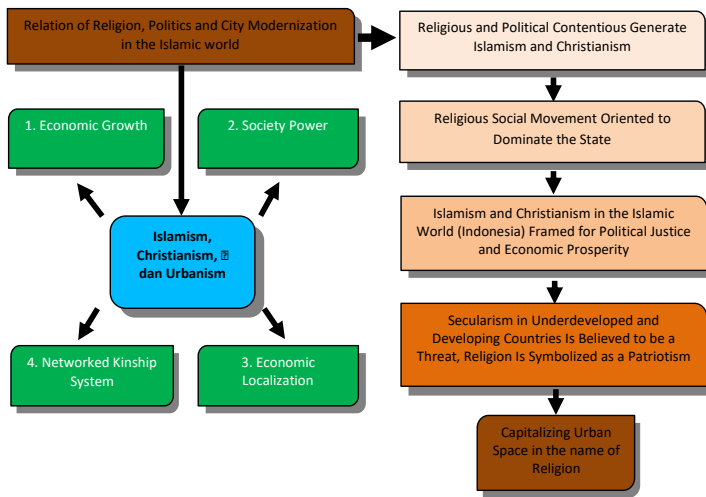 Relation of Religion, Politics and City Modernization
in the Islamic world
Religious and Political Contentious Generate
Islamism and Christianism
1. Economic Growth
2. Society Power
Religious Social Movement Oriented to
Dominate the State
Islamism,
Christianism, 
dan Urbanism
Islamism and Christianism in the Islamic
World (Indonesia) Framed for Political Justice
and Economic Prosperity
4. Networked Kinship
System
3. Economic
Localization
Secularism in Underdeveloped and
Developing Countries Is Believed to be a
Threat, Religion Is Symbolized as a Patriotism
Capitalizing Urban
Space in the name of
Religion